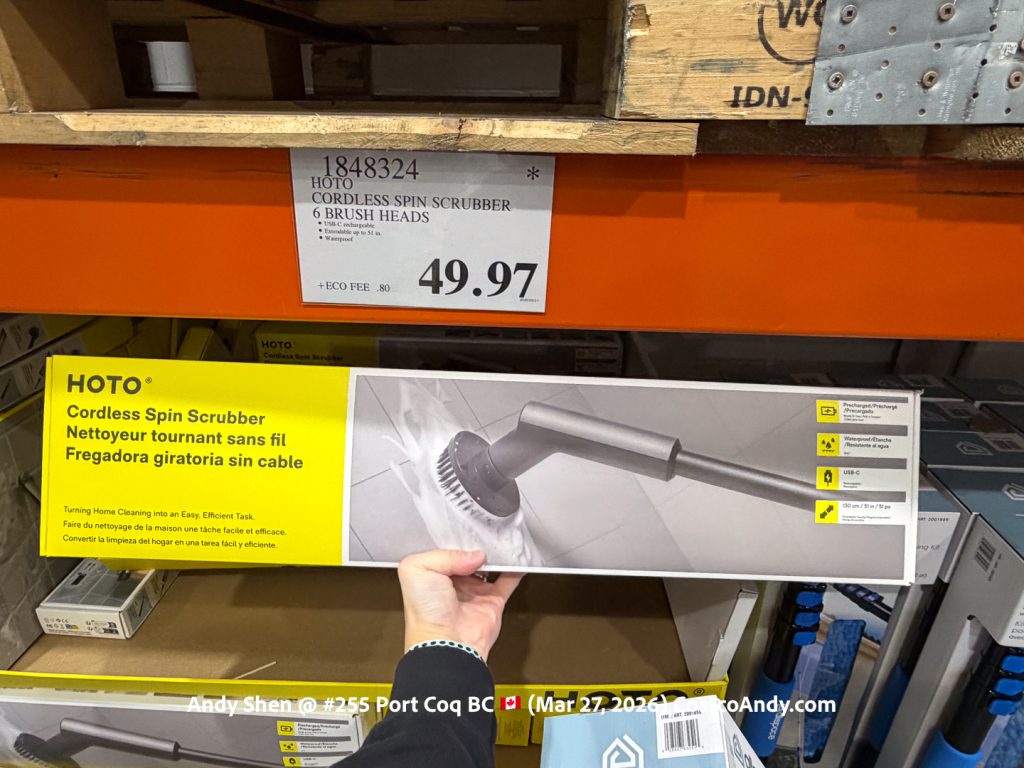 WO
IDN-
1848324
*
HOTO
CORDLESS SPIN SCRUBBER
6 BRUSH HEADS
• USB-C rechargeable
• Extendable up to 51 in.
• Waterproof
+ECO FEE .80
49.97
HOTO
Cordless Spin Scrubber
HOTO®
Cordless Spin Scrubber
Nettoyeur tournant sans fil
Fregadora giratoria sin cable
Turning Home Cleaning into an Easy, Efficient Task.
Faire du nettoyage de la maison une tâche facile et efficace.
Convertir la limpieza del hogar en una tarea fácil y eficiente.
Precharged/Préchargé
/Precargado
Waterproof/Étanche
/Resistente al agua
USB-C
130 cm / 51 in / 51 po
HOTO®
Andy Shen @ #255 Port Coq BC 🇨🇦 (Mar 27, 2026) CostcoAndy.com